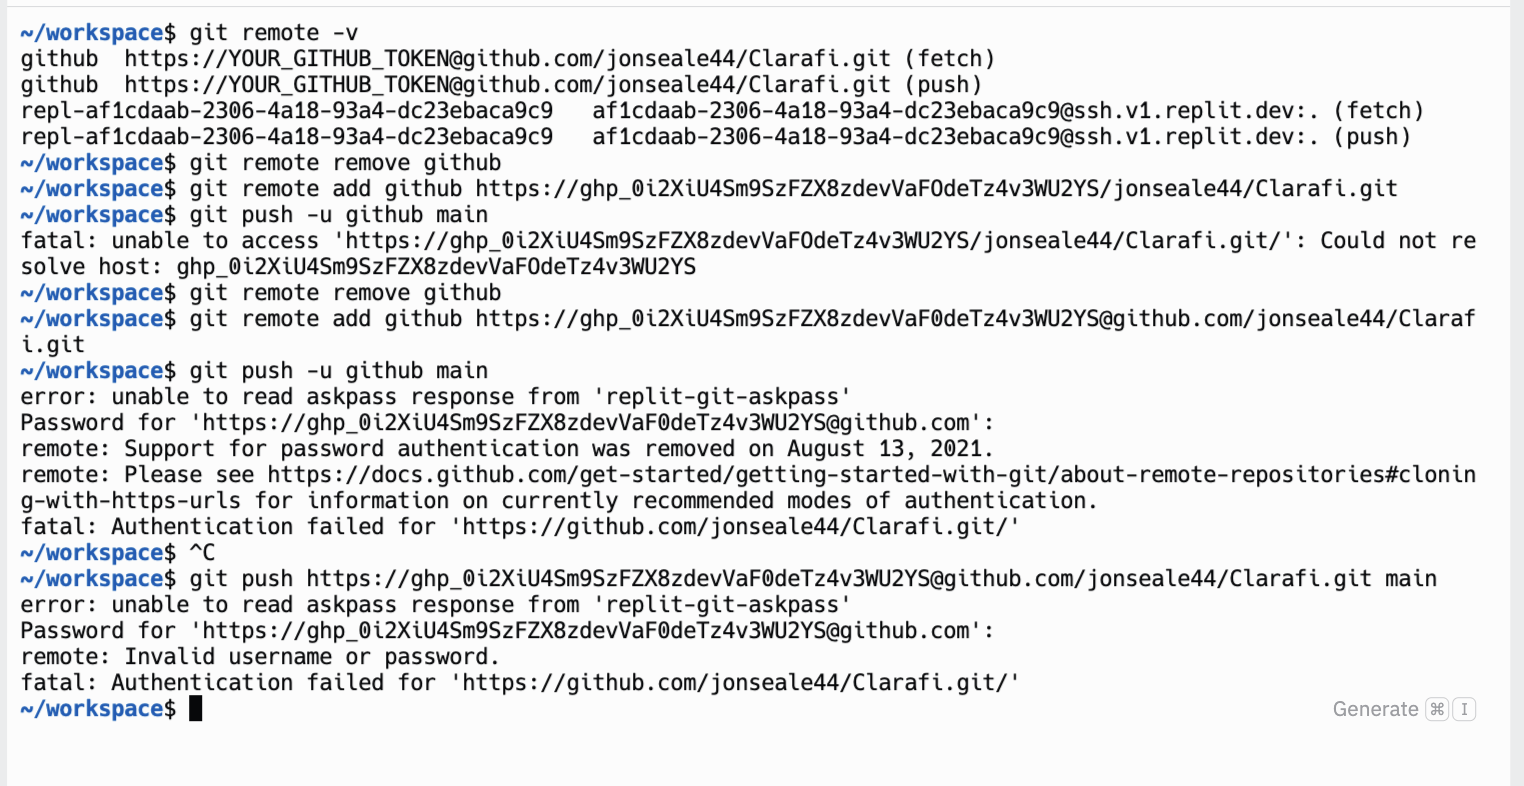 ~/workspace$ git remote -v
github  https://YOUR_GITHUB_TOKEN@github.com/jonseale44/Clarafi.git (fetch)
github  https://YOUR_GITHUB_TOKEN@github.com/jonseale44/Clarafi.git (push)
repl-af1cdaab-2306-4a18-93a4-dc23ebaca9c9   af1cdaab-2306-4a18-93a4-dc23ebaca9c9@ssh.v1.replit.dev:. (fetch)
repl-af1cdaab-2306-4a18-93a4-dc23ebaca9c9   af1cdaab-2306-4a18-93a4-dc23ebaca9c9@ssh.v1.replit.dev:. (push)
~/workspace$ git remote remove github
~/workspace$ git remote add github https://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/jonseale44/Clarafi.git
~/workspace$ git push -u github main
fatal: unable to access 'https://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/jonseale44/Clarafi.git/': Could not re
solve host: 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
~/workspace$ git remote remove github
~/workspace$ git remote add github https://ghp_0i2XiU4Sm9SzFZX8zdevVaF0deTz4v3WU2YS@github.com/jonseale44/Claraf
i.git
~/workspace$ git push -u github main
error: unable to read askpass response from 'replit-git-askpass'
Password for 'https://ghp_0i2XiU4Sm9SzFZX8zdevVaF0deTz4v3WU2YS@github.com':
remote: Support for password authentication was removed on August 13, 2021.
remote: Please see https://docs.github.com/get-started/getting-started-with-git/about-remote-repositories#clonin
g-with-https-urls for information on currently recommended modes of authentication.
fatal: Authentication failed for 'https://github.com/jonseale44/Clarafi.git/'
~/workspace$ ^C
~/workspace$ git push https://ghp_0i2XiU4Sm9SzFZX8zdevVaF0deTz4v3WU2YS@github.com/jonseale44/Clarafi.git main
error: unable to read askpass response from 'replit-git-askpass'
Password for 'https://ghp_0i2XiU4Sm9SzFZX8zdevVaF0deTz4v3WU2YS@github.com':
remote: Invalid username or password.
fatal: Authentication failed for 'https://github.com/jonseale44/Clarafi.git/'
~/workspace$
Generate ⌘ I